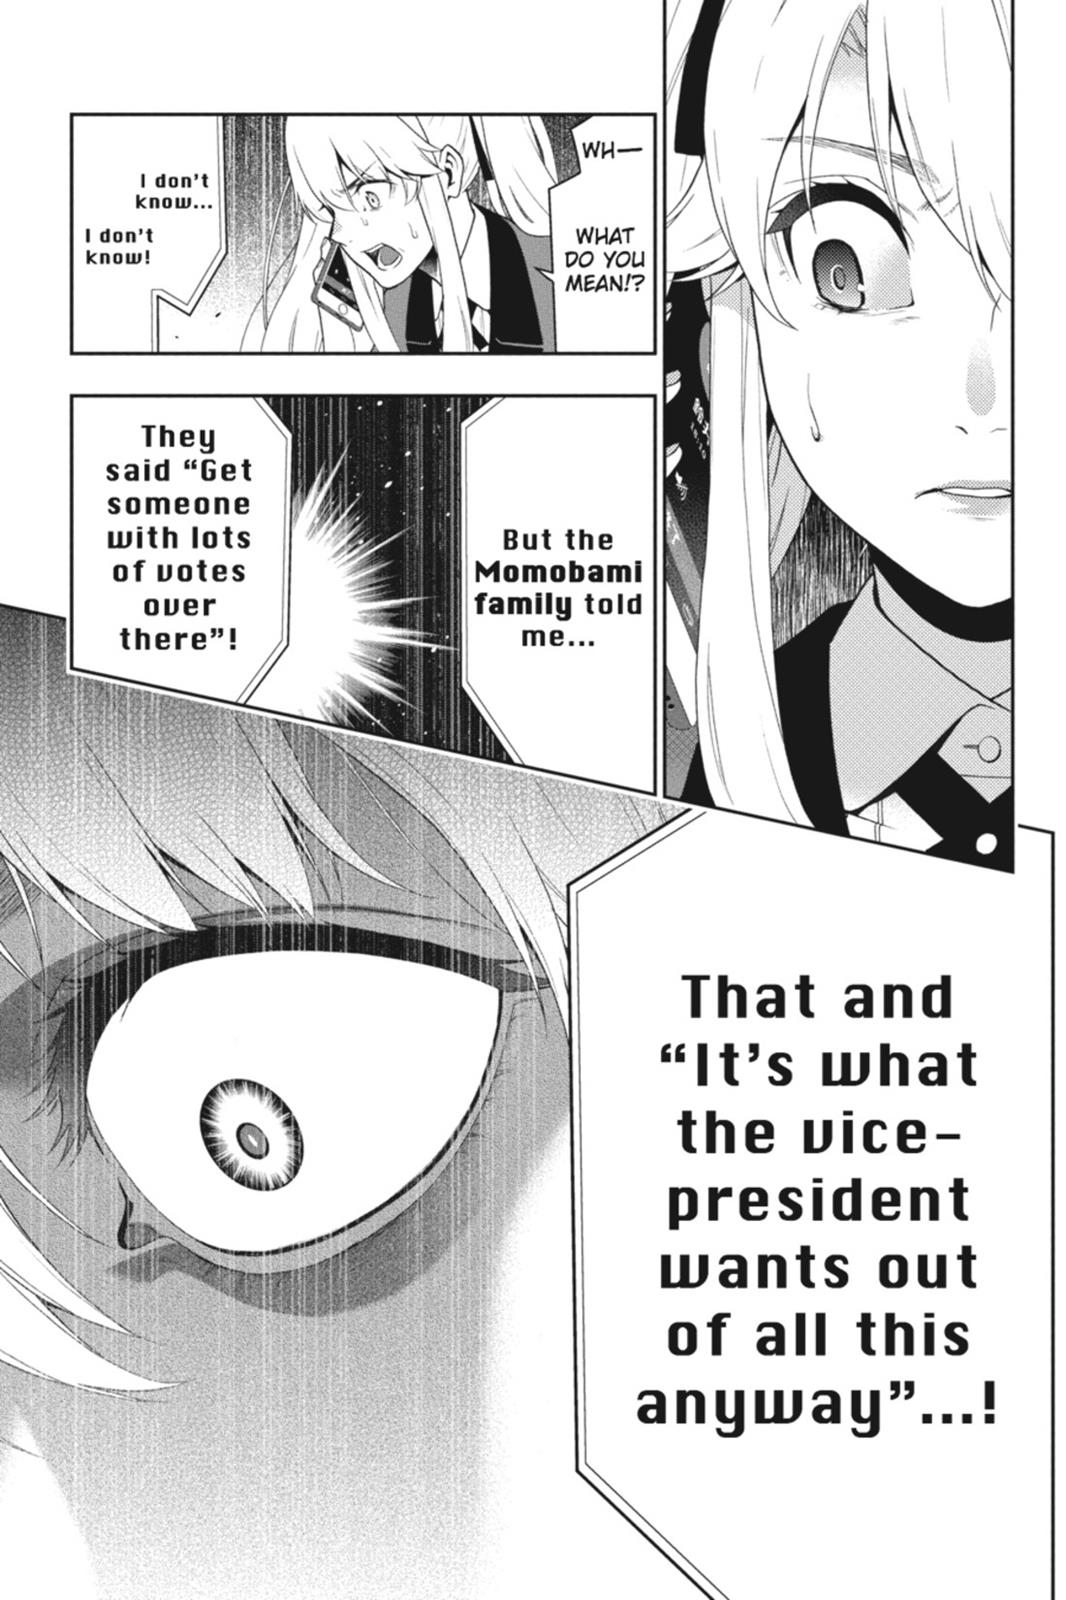 WH—
WHAT
DO YOU
MEAN!?
I don't
know...
I don't
know!
But the
Momobami
family told
me...
They
said “Get
someone
with lots
of votes
over
there”!
That and
“It's what
the vice-
president
wants out
of all this
anyway”...!